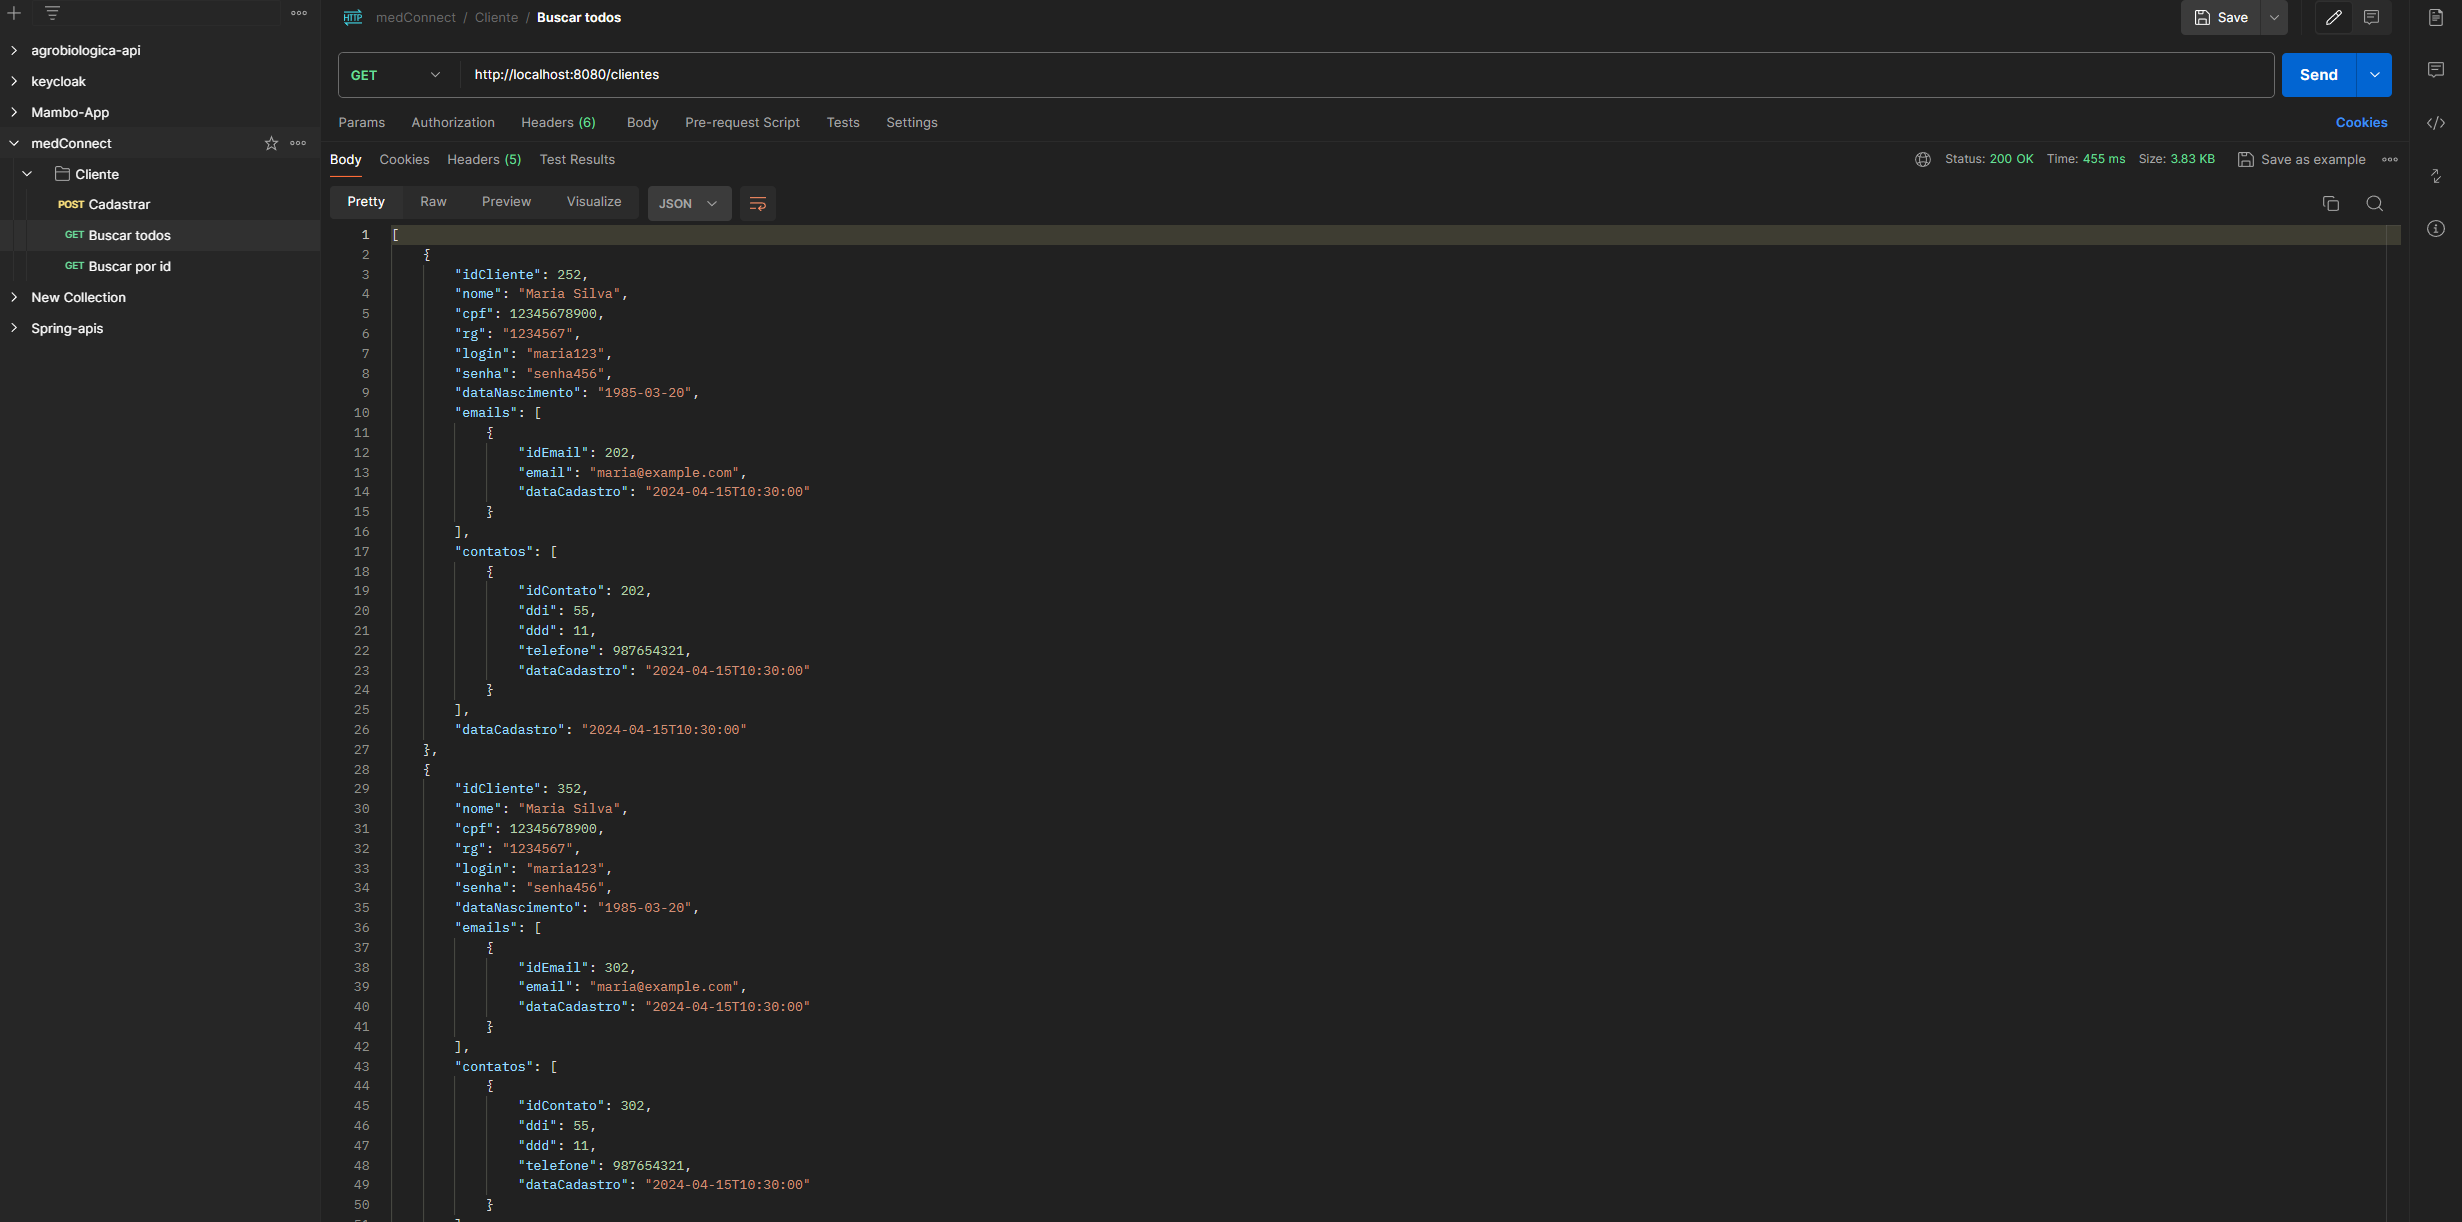 HTTP medConnect / Cliente / Buscar todos
Save
agrobiologica-api
keycloak
Mambo-App
medConnect
Cliente
POST Cadastrar
GET Buscar todos
GET Buscar por id
New Collection
Spring-apis
GET http://localhost:8080/clientes Send
Params Authorization Headers (6) Body Pre-request Script Tests Settings Cookies
Body Cookies Headers (5) Test Results Status: 200 OK Time: 455 ms Size: 3.83 KB Save as example
Pretty Raw Preview Visualize JSON
1 [
2 {
3 "idCliente": 252,
4 "nome": "Maria Silva",
5 "cpf": 12345678900,
6 "rg": "1234567",
7 "login": "maria123",
8 "senha": "senha456",
9 "dataNascimento": "1985-03-20",
10 "emails": [
11 {
12 "idEmail": 202,
13 "email": "maria@example.com",
14 "dataCadastro": "2024-04-15T10:30:00"
15 }
16 ],
17 "contatos": [
18 {
19 "idContato": 202,
20 "ddi": 55,
21 "ddd": 11,
22 "telefone": 987654321,
23 "dataCadastro": "2024-04-15T10:30:00"
24 }
25 ],
26 "dataCadastro": "2024-04-15T10:30:00"
27 },
28 {
29 "idCliente": 352,
30 "nome": "Maria Silva",
31 "cpf": 12345678900,
32 "rg": "1234567",
33 "login": "maria123",
34 "senha": "senha456",
35 "dataNascimento": "1985-03-20",
36 "emails": [
37 {
38 "idEmail": 302,
39 "email": "maria@example.com",
40 "dataCadastro": "2024-04-15T10:30:00"
41 }
42 ],
43 "contatos": [
44 {
45 "idContato": 302,
46 "ddi": 55,
47 "ddd": 11,
48 "telefone": 987654321,
49 "dataCadastro": "2024-04-15T10:30:00"
50 }